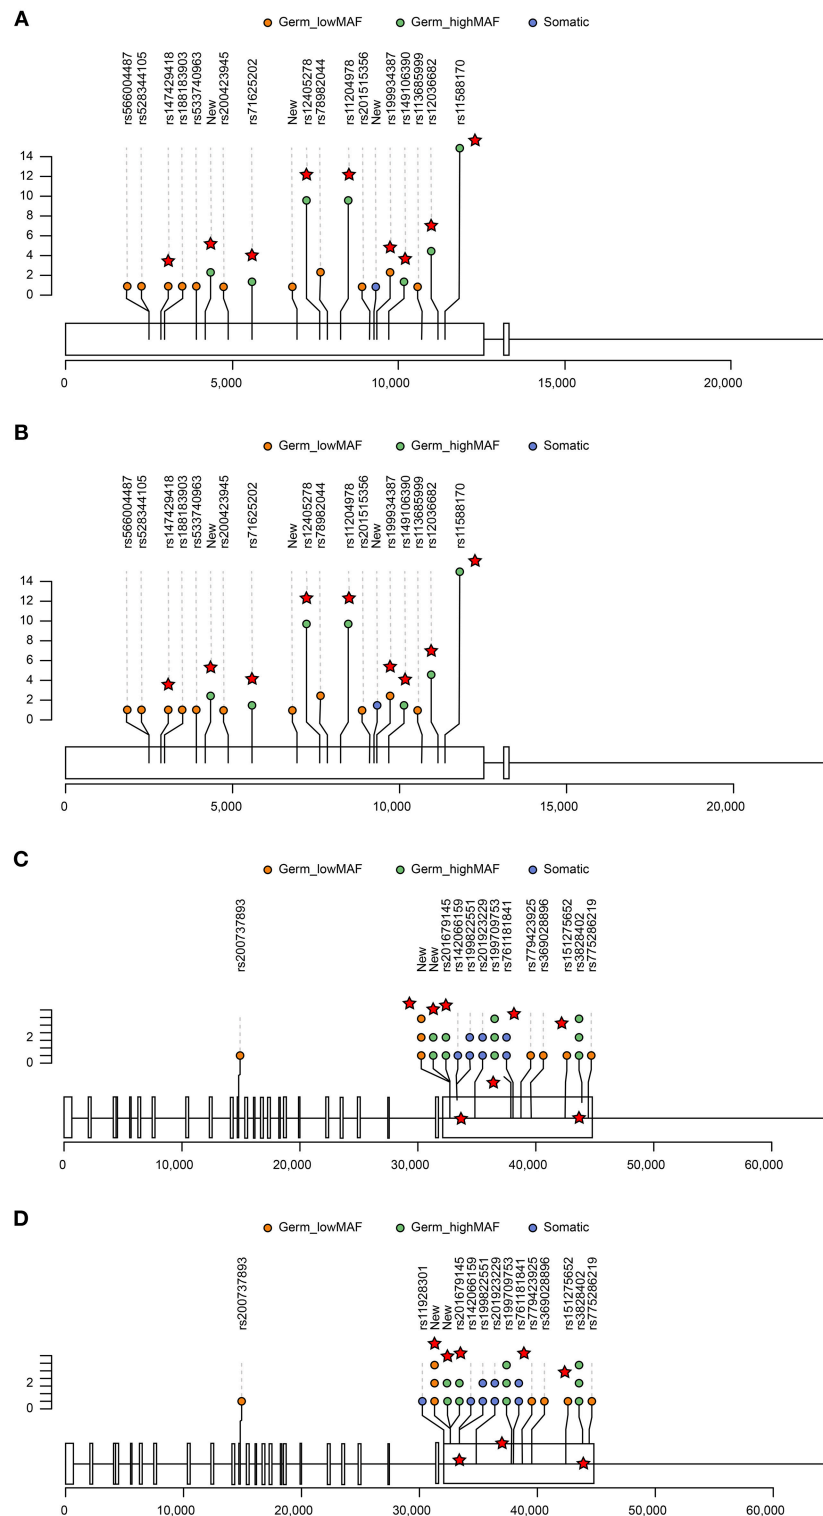 A
Germ_lowMAF Germ_highMAF Somatic
rs566004487
rs528344105
rs147429418
rs188183903
rs533740963
New
rs200423945
rs71625202
New
rs12405278
rs78982044
rs11204978
rs201515356
New
rs199934387
rs149106390
rs113685999
rs12036682
rs11588170
14
12
10
8
6
4
2
0
0 5,000 10,000 15,000 20,000
B
Germ_lowMAF Germ_highMAF Somatic
rs566004487
rs528344105
rs147429418
rs188183903
rs533740963
New
rs200423945
rs71625202
New
rs12405278
rs78982044
rs11204978
rs201515356
New
rs199934387
rs149106390
rs113685999
rs12036682
rs11588170
14
12
10
8
6
4
2
0
0 5,000 10,000 15,000 20,000
C
Germ_lowMAF Germ_highMAF Somatic
rs200737893
New
New
rs201679145
rs142066159
rs199822551
rs201923229
rs199709753
rs761181841
rs779423925
rs369028896
rs151275652
rs3828402
rs775286219
2
0
0 10,000 20,000 30,000 40,000 50,000 60,000
D
Germ_lowMAF Germ_highMAF Somatic
rs200737893
rs11928301
New
New
rs201679145
rs142066159
rs199822551
rs201923229
rs199709753
rs761181841
rs779423925
rs369028896
rs151275652
rs3828402
rs775286219
2
0
0 10,000 20,000 30,000 40,000 50,000 60,000